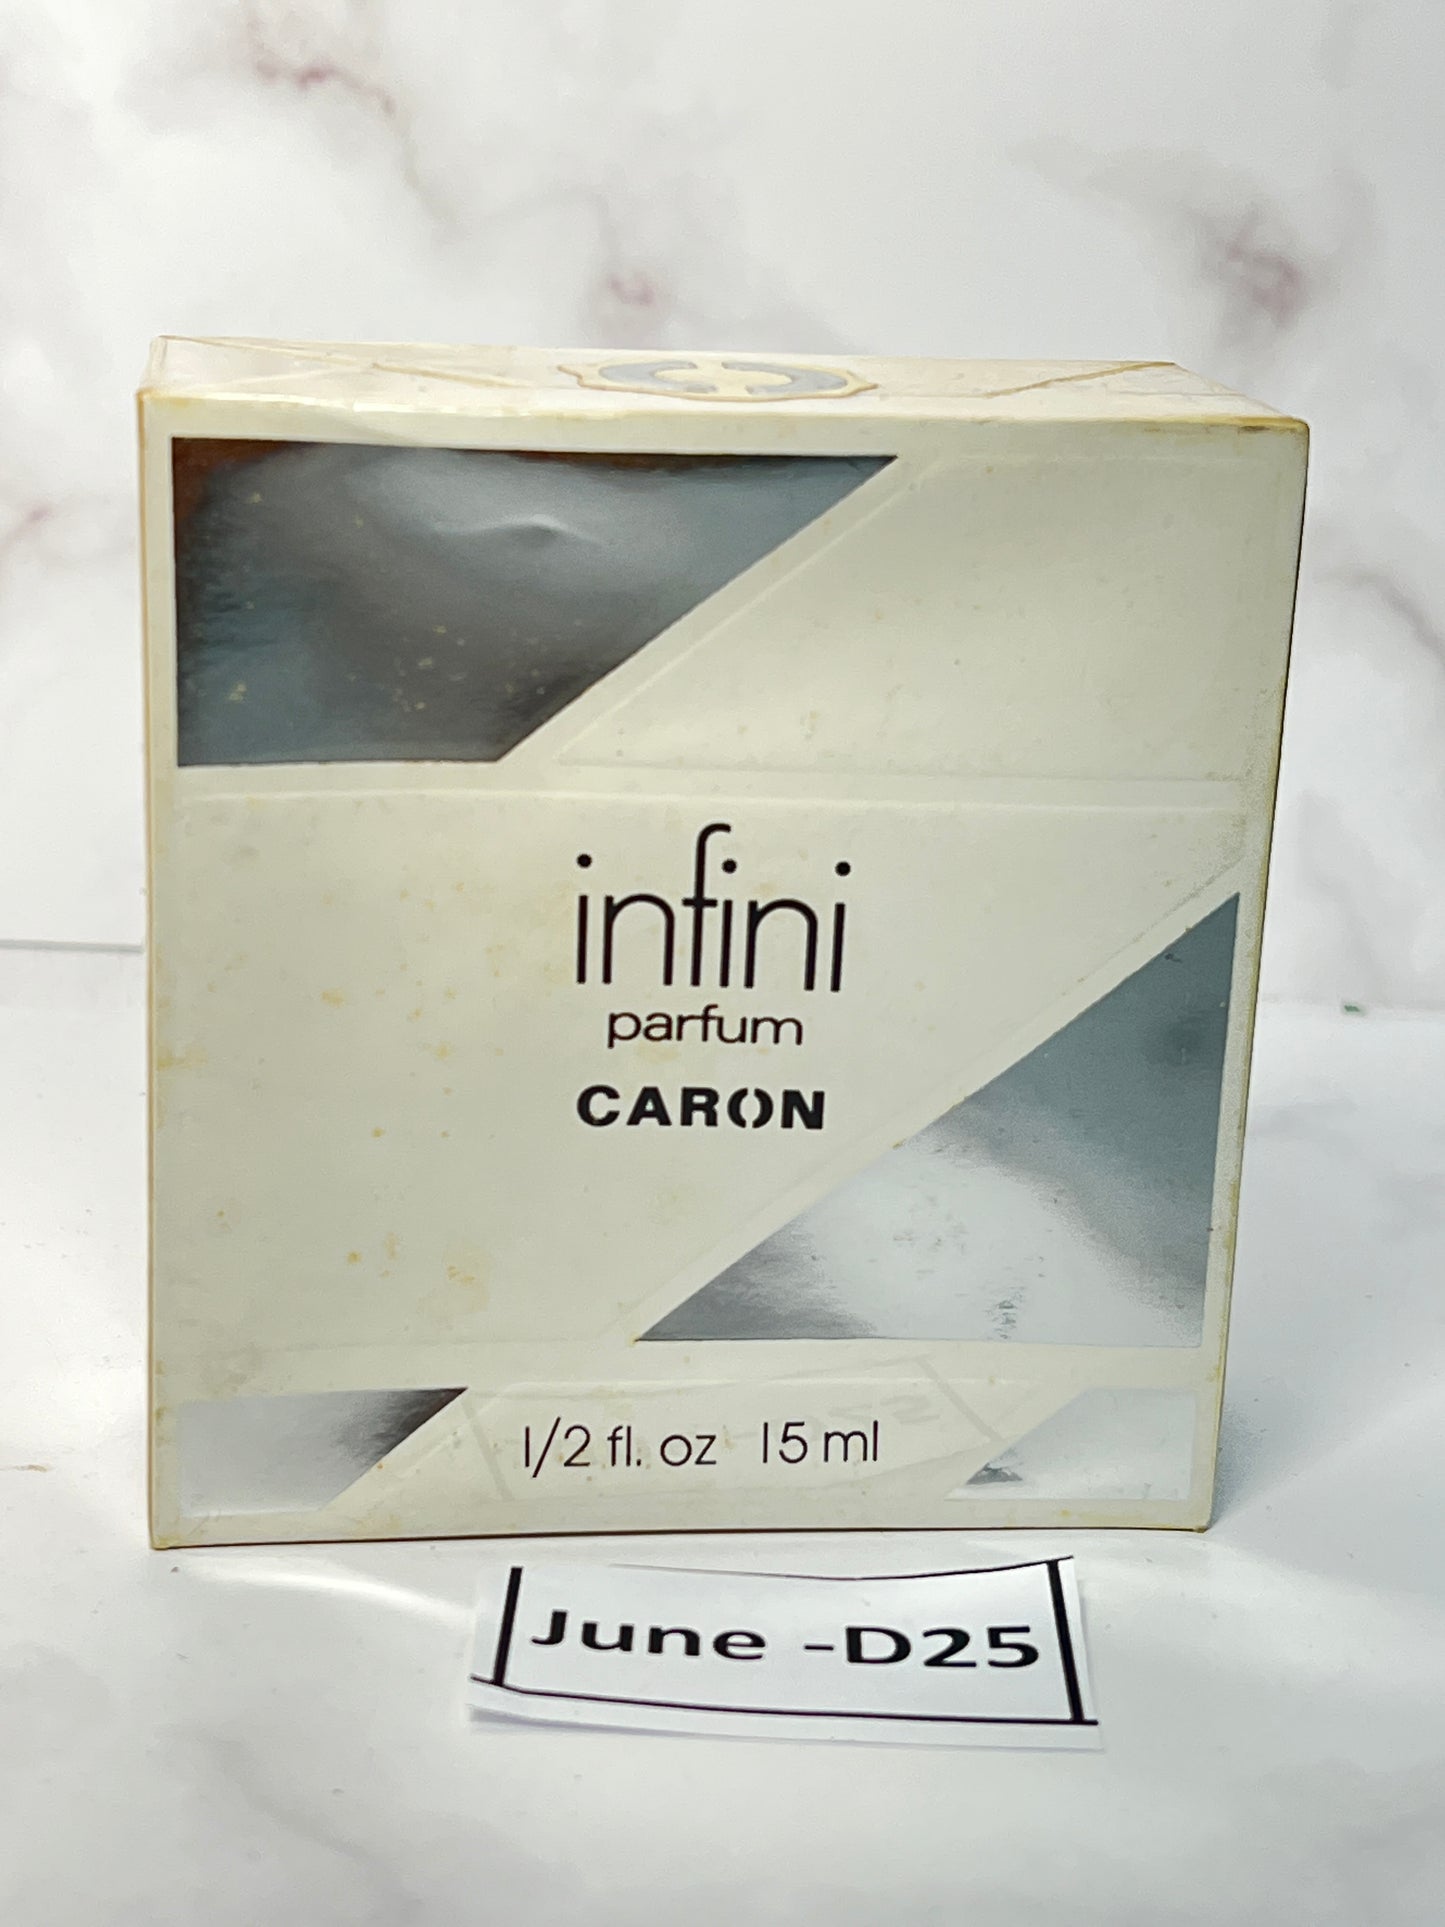 infini
parfum
CARON
1/2 fl. oz 15 ml
June -D25